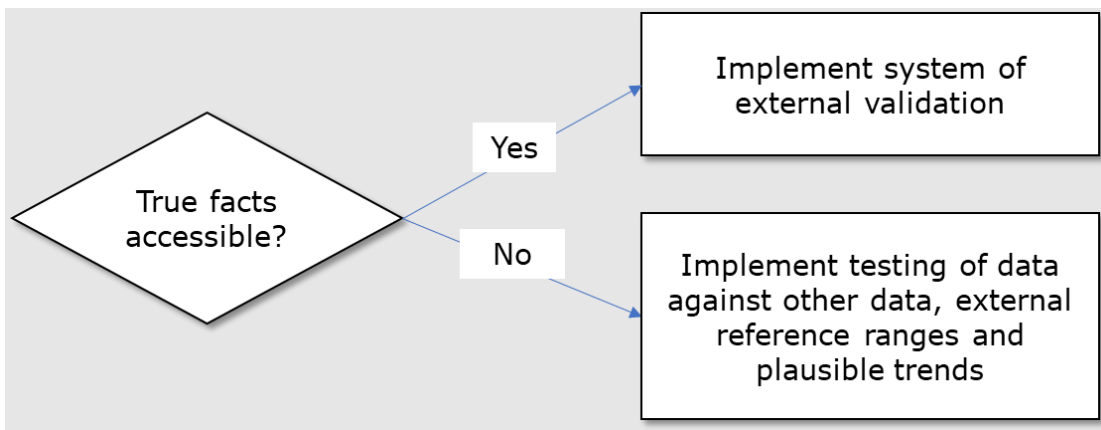 True facts
accessible?
Yes
Implement system of
external validation
No
Implement testing of data
against other data, external
reference ranges and
plausible trends